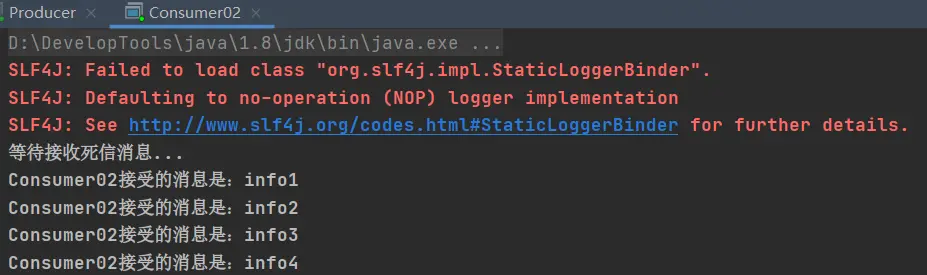 Producer Consumer02
D:\DevelopTools\java\1.8\jdk\bin\java.exe ...
SLF4J: Failed to load class "org.slf4j.impl.StaticLoggerBinder".
SLF4J: Defaulting to no-operation (NOP) logger implementation
SLF4J: See http://www.slf4j.org/codes.html#StaticLoggerBinder for further details.
等待接收死信消息...
Consumer02接受的消息是：info1
Consumer02接受的消息是：info2
Consumer02接受的消息是：info3
Consumer02接受的消息是：info4